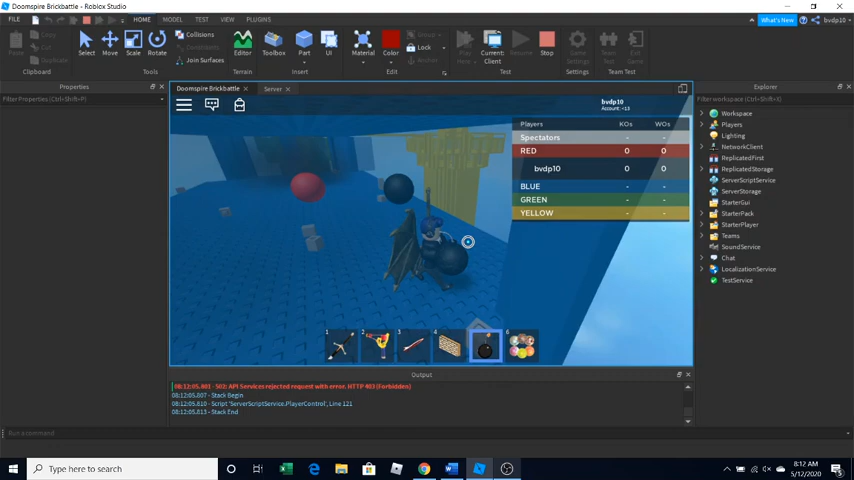 Doomspire Brickbattle - Roblox Studio
FILE
HOME MODEL TEST VIEW PLUGINS
What's New
bvdp10
Paste
Copy
Cut
Duplicate
Clipboard
Select
Move
Scale
Rotate
Collisions
Constraints
Join Surfaces
Tools
Editor
Terrain
Toolbox
Part
UI
Insert
Material
Color
Group
Lock
Anchor
Edit
Play Here
Current: Client
Resume
Stop
Test
Game Settings
Settings
Team Test
Exit Game
Team Test
Properties
Filter Properties (Ctrl+Shift+P)
Doomspire Brickbattle
Server
bvdp10
Account: <13
Players KOs WOs
Spectators - -
RED 0 0
bvdp10 0 0
BLUE - -
GREEN - -
YELLOW - -
1 2 3 4 5 6
Explorer
Filter workspace (Ctrl+Shift+X)
Workspace
Players
Lighting
NetworkClient
ReplicatedFirst
ReplicatedStorage
ServerScriptService
ServerStorage
StarterGui
StarterPack
StarterPlayer
Teams
SoundService
Chat
LocalizationService
TestService
Output
08:12:05.801 - 502: API Services rejected request with error. HTTP 403 (Forbidden)
08:12:05.807 - Stack Begin
08:12:05.810 - Script 'ServerScriptService.PlayerControl', Line 121
08:12:05.813 - Stack End
Run a command
Type here to search
8:12 AM
5/12/2020